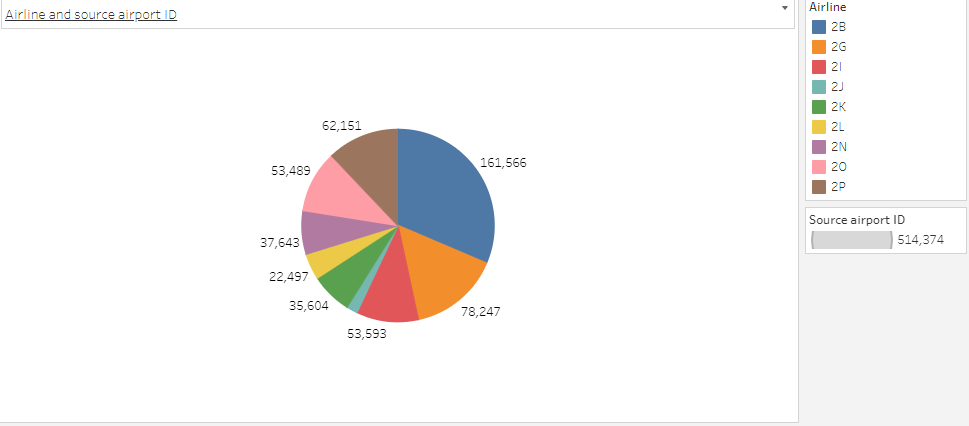 Airline and source airport ID
62,151
161,566
53,489
37,643
22,497
35,604
78,247
53,593
Airline
2B
2G
2I
2J
2K
2L
2N
2O
2P
Source airport ID
514,374